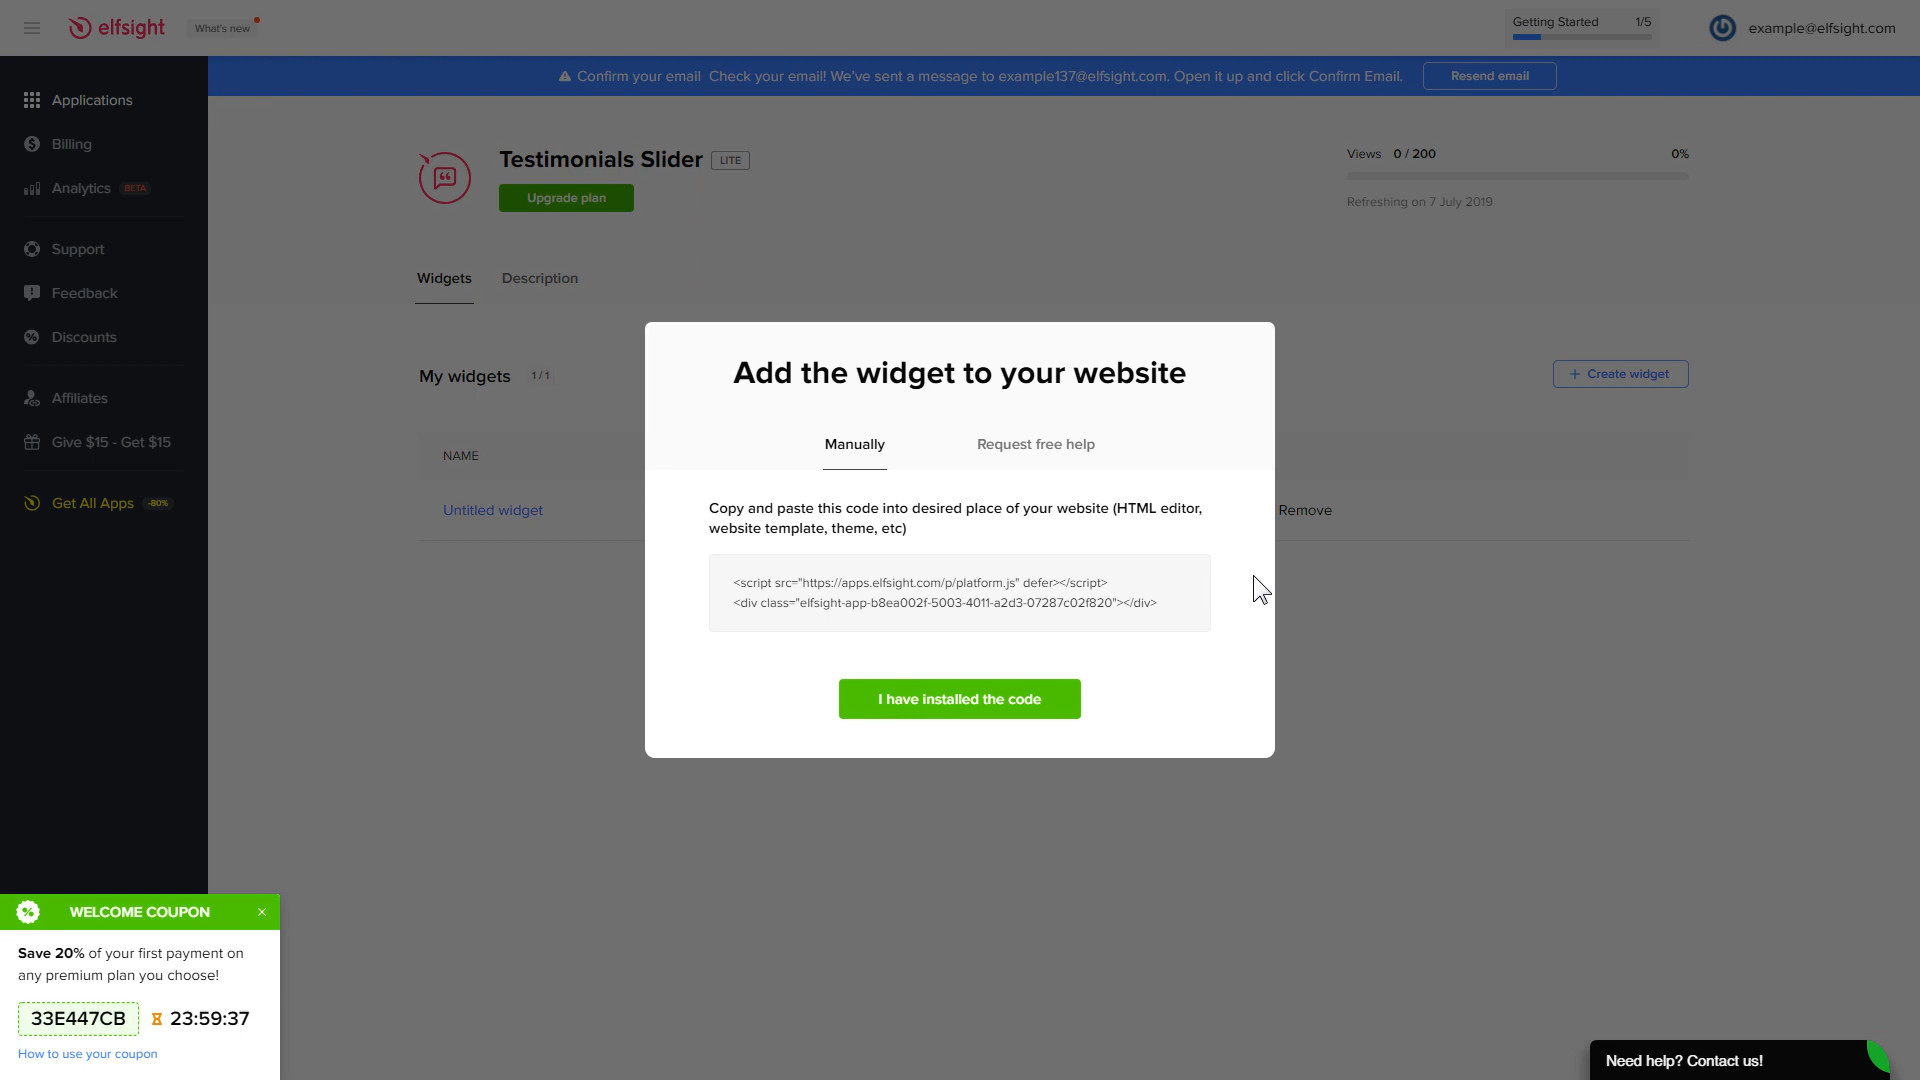 elfsight
What's new
Getting Started 1/5
example@elfsight.com
Confirm your email Check your email! We've sent a message to example137@elfsight.com. Open it up and click Confirm Email.
Resend email
Applications
Billing
Analytics BETA
Support
Feedback
Discounts
Affiliates
Give $15 - Get $15
Get All Apps -80%
Testimonials Slider LITE
Upgrade plan
Views 0 / 200 0%
Refreshing on 7 July 2019
Widgets Description
My widgets 1 / 1
+ Create widget
NAME
Untitled widget
Remove
Add the widget to your website
Manually Request free help
Copy and paste this code into desired place of your website (HTML editor,
website template, theme, etc)
<script src="https://apps.elfsight.com/p/platform.js" defer></script>
<div class="elfsight-app-b8ea002f-5003-4011-a2d3-07287c02f820"></div>
I have installed the code
WELCOME COUPON
Save 20% of your first payment on
any premium plan you choose!
33E447CB 23:59:37
How to use your coupon
Need help? Contact us!